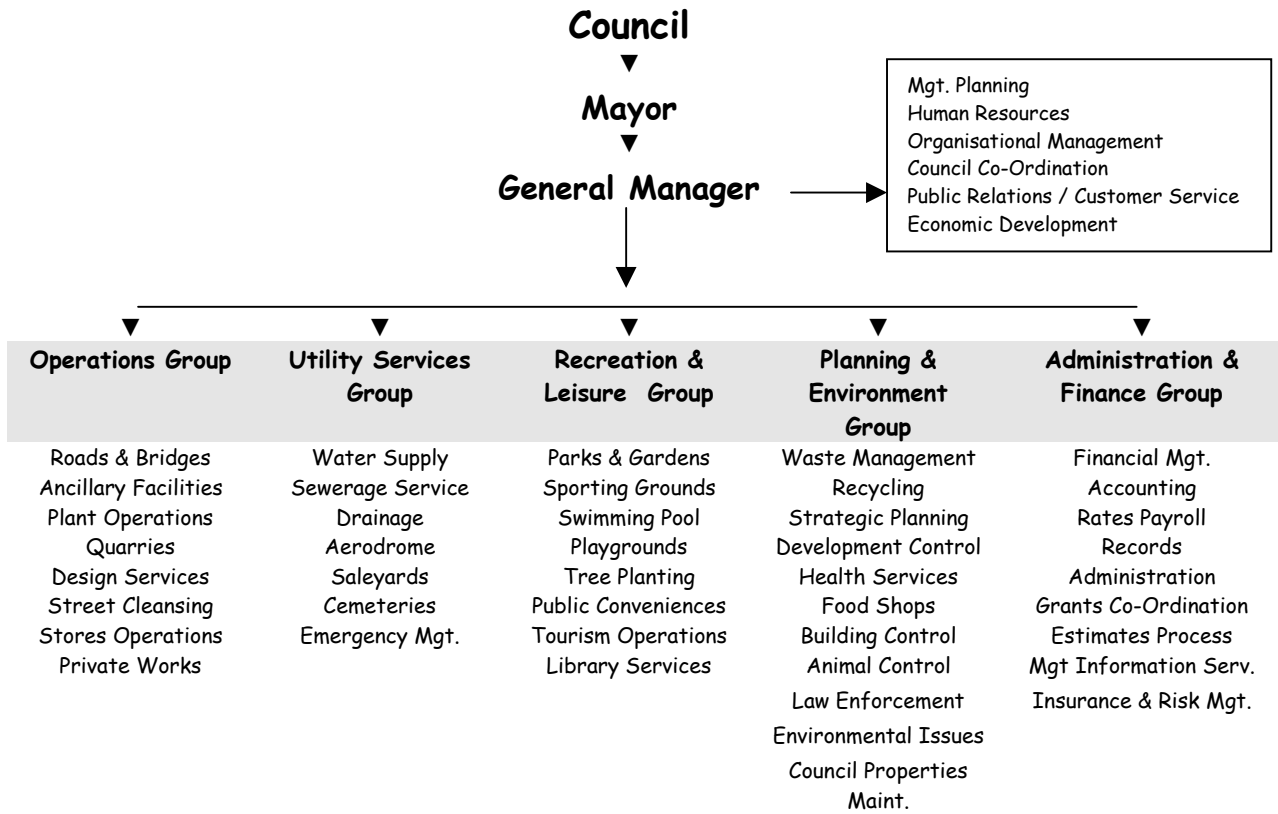 Council
Mayor
General Manager
Mgt. Planning
Human Resources
Organisational Management
Council Co-Ordination
Public Relations / Customer Service
Economic Development
Operations Group
Roads & Bridges
Ancillary Facilities
Plant Operations
Quarries
Design Services
Street Cleansing
Stores Operations
Private Works
Utility Services
Group
Water Supply
Sewerage Service
Drainage
Aerodrome
Saleyards
Cemeteries
Emergency Mgt.
Recreation &
Leisure Group
Parks & Gardens
Sporting Grounds
Swimming Pool
Playgrounds
Tree Planting
Public Conveniences
Tourism Operations
Library Services
Planning &
Environment
Group
Waste Management
Recycling
Strategic Planning
Development Control
Health Services
Food Shops
Building Control
Animal Control
Law Enforcement
Environmental Issues
Council Properties
Maint.
Administration &
Finance Group
Financial Mgt.
Accounting
Rates Payroll
Records
Administration
Grants Co-Ordination
Estimates Process
Mgt Information Serv.
Insurance & Risk Mgt.